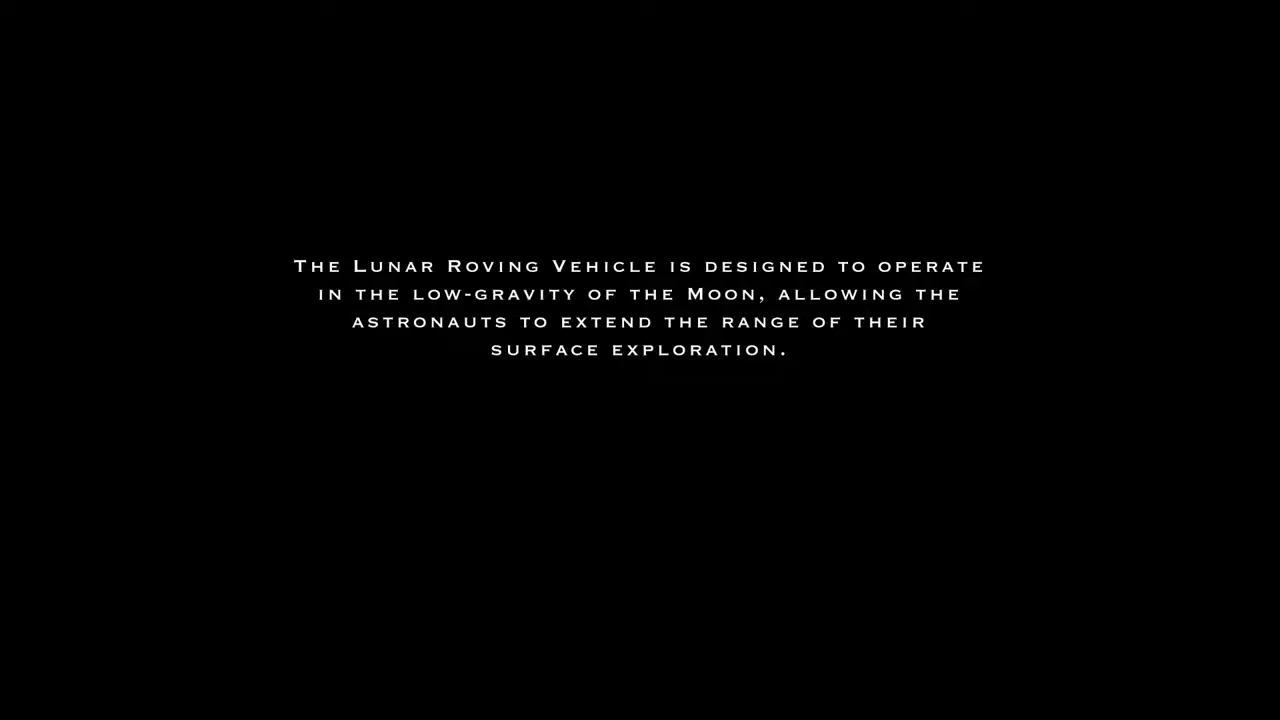 The Lunar Roving Vehicle is designed to operate
in the low-gravity of the Moon, allowing the
astronauts to extend the range of their
surface exploration.